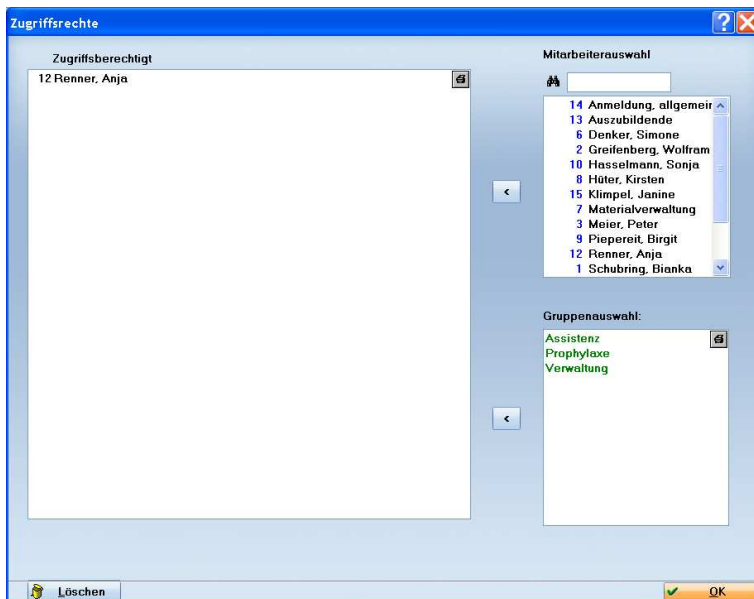 Zugriffsrechte
Zugriffsberechtigt
12 Renner, Anja
Mitarbeiterauswahl
14 Anmeldung, allgemein
13 Auszubildende
6 Denker, Simone
2 Greifenberg, Wolfram
10 Hasselmann, Sonja
8 Hüter, Kirsten
15 Klimpel, Janine
7 Materialverwaltung
3 Meier, Peter
9 Piepereit, Birgit
12 Renner, Anja
1 Schubring, Bianka
<
Gruppenauswahl:
Assistenz
Prophylaxe
Verwaltung
<
Löschen
OK